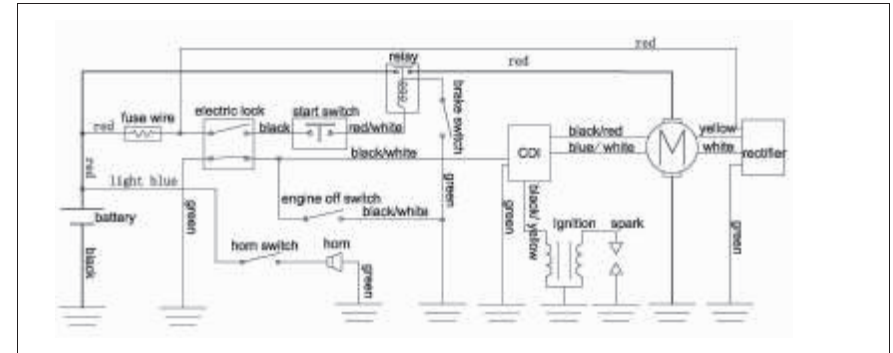 red
relay
red
brake switch
fuse wire
electric lock
start switch
red
black
red/white
black/red
yellow
CDI
M
blue/ white
white
rectifier
black/white
red
light blue
green
engine off switch
black/white
green
green
black/ yellow
green
battery
Ignition
spark
black
horn switch
horn
green